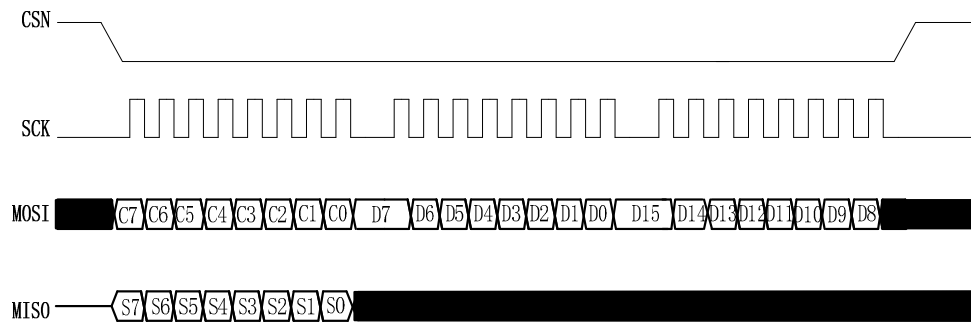 CSN
SCK
MOSI C7 C6 C5 C4 C3 C2 C1 C0 D7 D6 D5 D4 D3 D2 D1 D0 D15 D14 D13 D12 D11 D10 D9 D8
MISO S7 S6 S5 S4 S3 S2 S1 S0